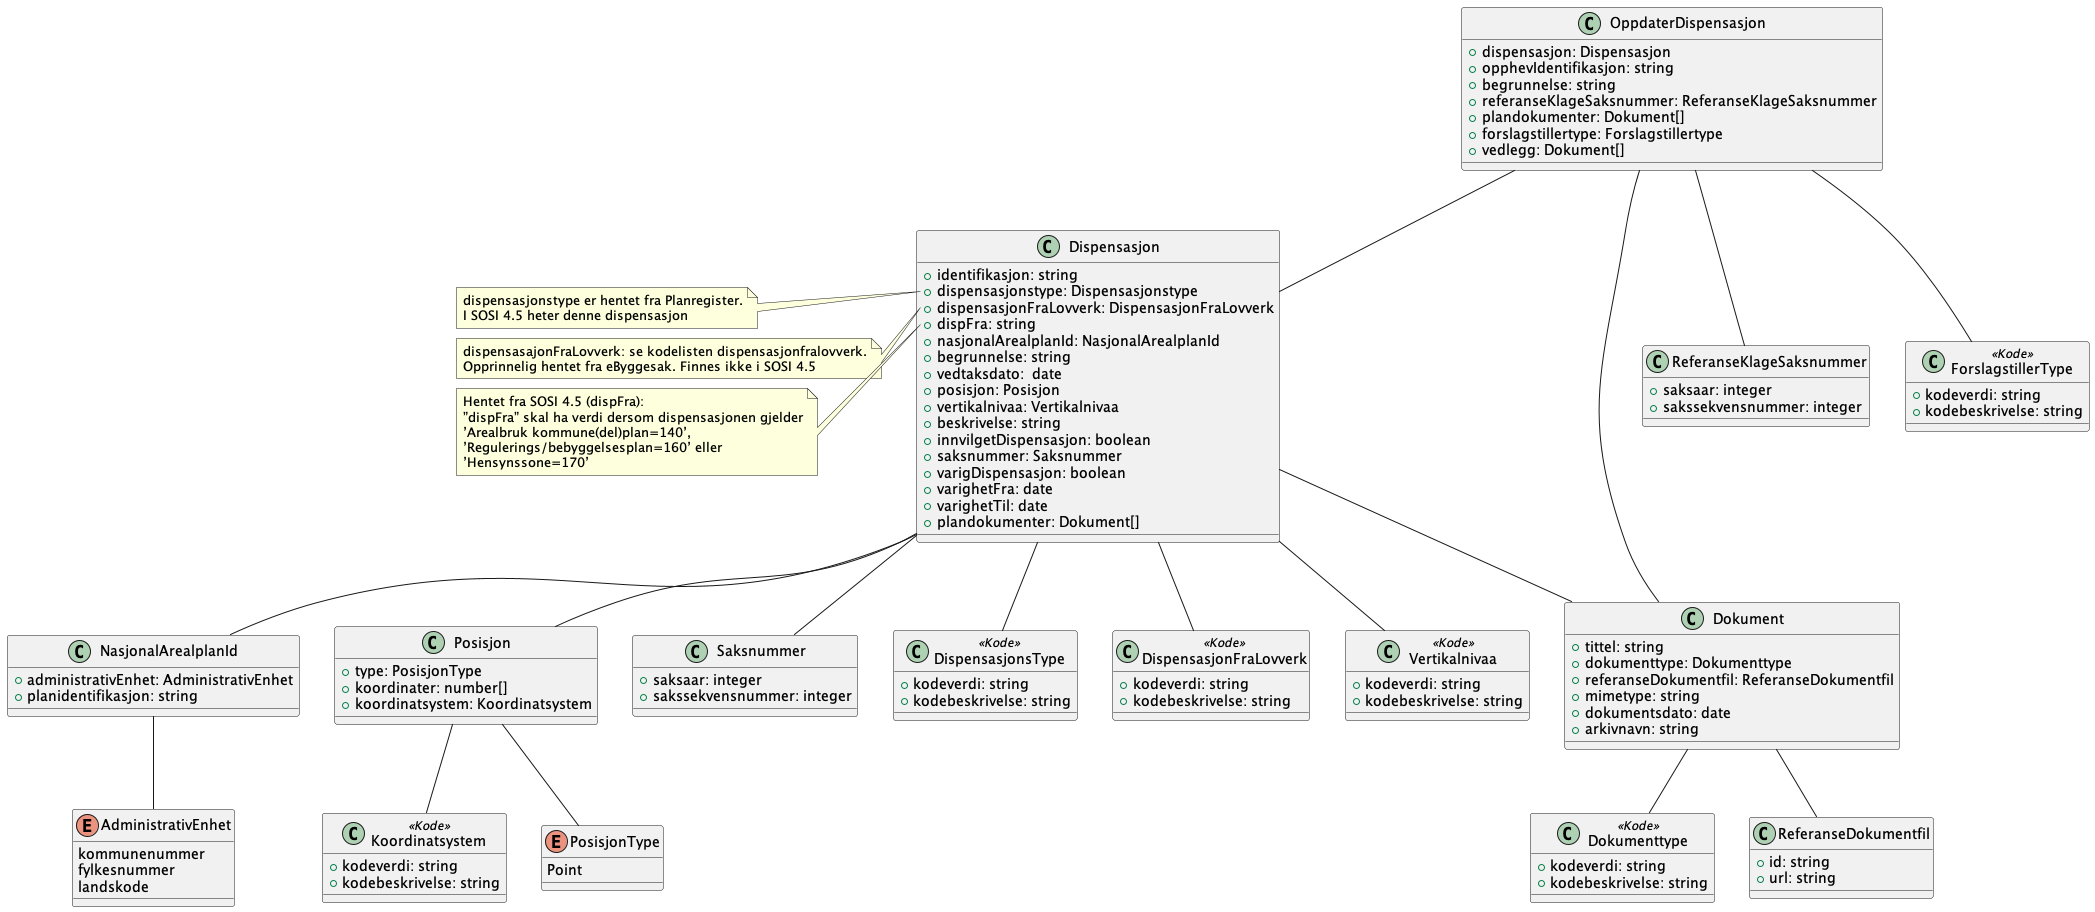 OppdaterDispensasjon
dispensasjon: Dispensasjon
opphevIdentifikasjon: string
begrunnelse: string
referanseKlageSaksnummer: ReferanseKlageSaksnummer
plandokumenter: Dokument[]
forslagstillertype: Forslagstillertype
vedlegg: Dokument[]
Dispensasjon
identifikasjon: string
dispensasjonstype: Dispensasjonstype
dispensasjonFraLovverk: DispensasjonFraLovverk
dispFra: string
nasjonalArealplanId: NasjonalArealplanId
begrunnelse: string
vedtaksdato:  date
posisjon: Posisjon
vertikalnivaa: Vertikalnivaa
beskrivelse: string
innvilgetDispensasjon: boolean
saksnummer: Saksnummer
varigDispensasjon: boolean
varighetFra: date
varighetTil: date
plandokumenter: Dokument[]
dispensasjonstype er hentet fra Planregister.
I SOSI 4.5 heter denne dispensasjon
dispensasajonFraLovverk: se kodelisten dispensasjonfralovverk.
Opprinnelig hentet fra eByggesak. Finnes ikke i SOSI 4.5
Hentet fra SOSI 4.5 (dispFra):
"dispFra" skal ha verdi dersom dispensasjonen gjelder
’Arealbruk kommune(del)plan=140’,
’Regulerings/bebyggelsesplan=160’ eller
’Hensynssone=170’
ReferanseKlageSaksnummer
saksaar: integer
sakssekvensnummer: integer
«Kode»
ForslagstillerType
kodeverdi: string
kodebeskrivelse: string
NasjonalArealplanId
administrativEnhet: AdministrativEnhet
planidentifikasjon: string
Posisjon
type: PosisjonType
koordinater: number[]
koordinatsystem: Koordinatsystem
Saksnummer
saksaar: integer
sakssekvensnummer: integer
«Kode»
DispensasjonsType
kodeverdi: string
kodebeskrivelse: string
«Kode»
DispensasjonFraLovverk
kodeverdi: string
kodebeskrivelse: string
«Kode»
Vertikalnivaa
kodeverdi: string
kodebeskrivelse: string
Dokument
tittel: string
dokumenttype: Dokumenttype
referanseDokumentfil: ReferanseDokumentfil
mimetype: string
dokumentsdato: date
arkivnavn: string
AdministrativEnhet
kommunenummer
fylkesnummer
landskode
«Kode»
Koordinatsystem
kodeverdi: string
kodebeskrivelse: string
PosisjonType
Point
«Kode»
Dokumenttype
kodeverdi: string
kodebeskrivelse: string
ReferanseDokumentfil
id: string
url: string